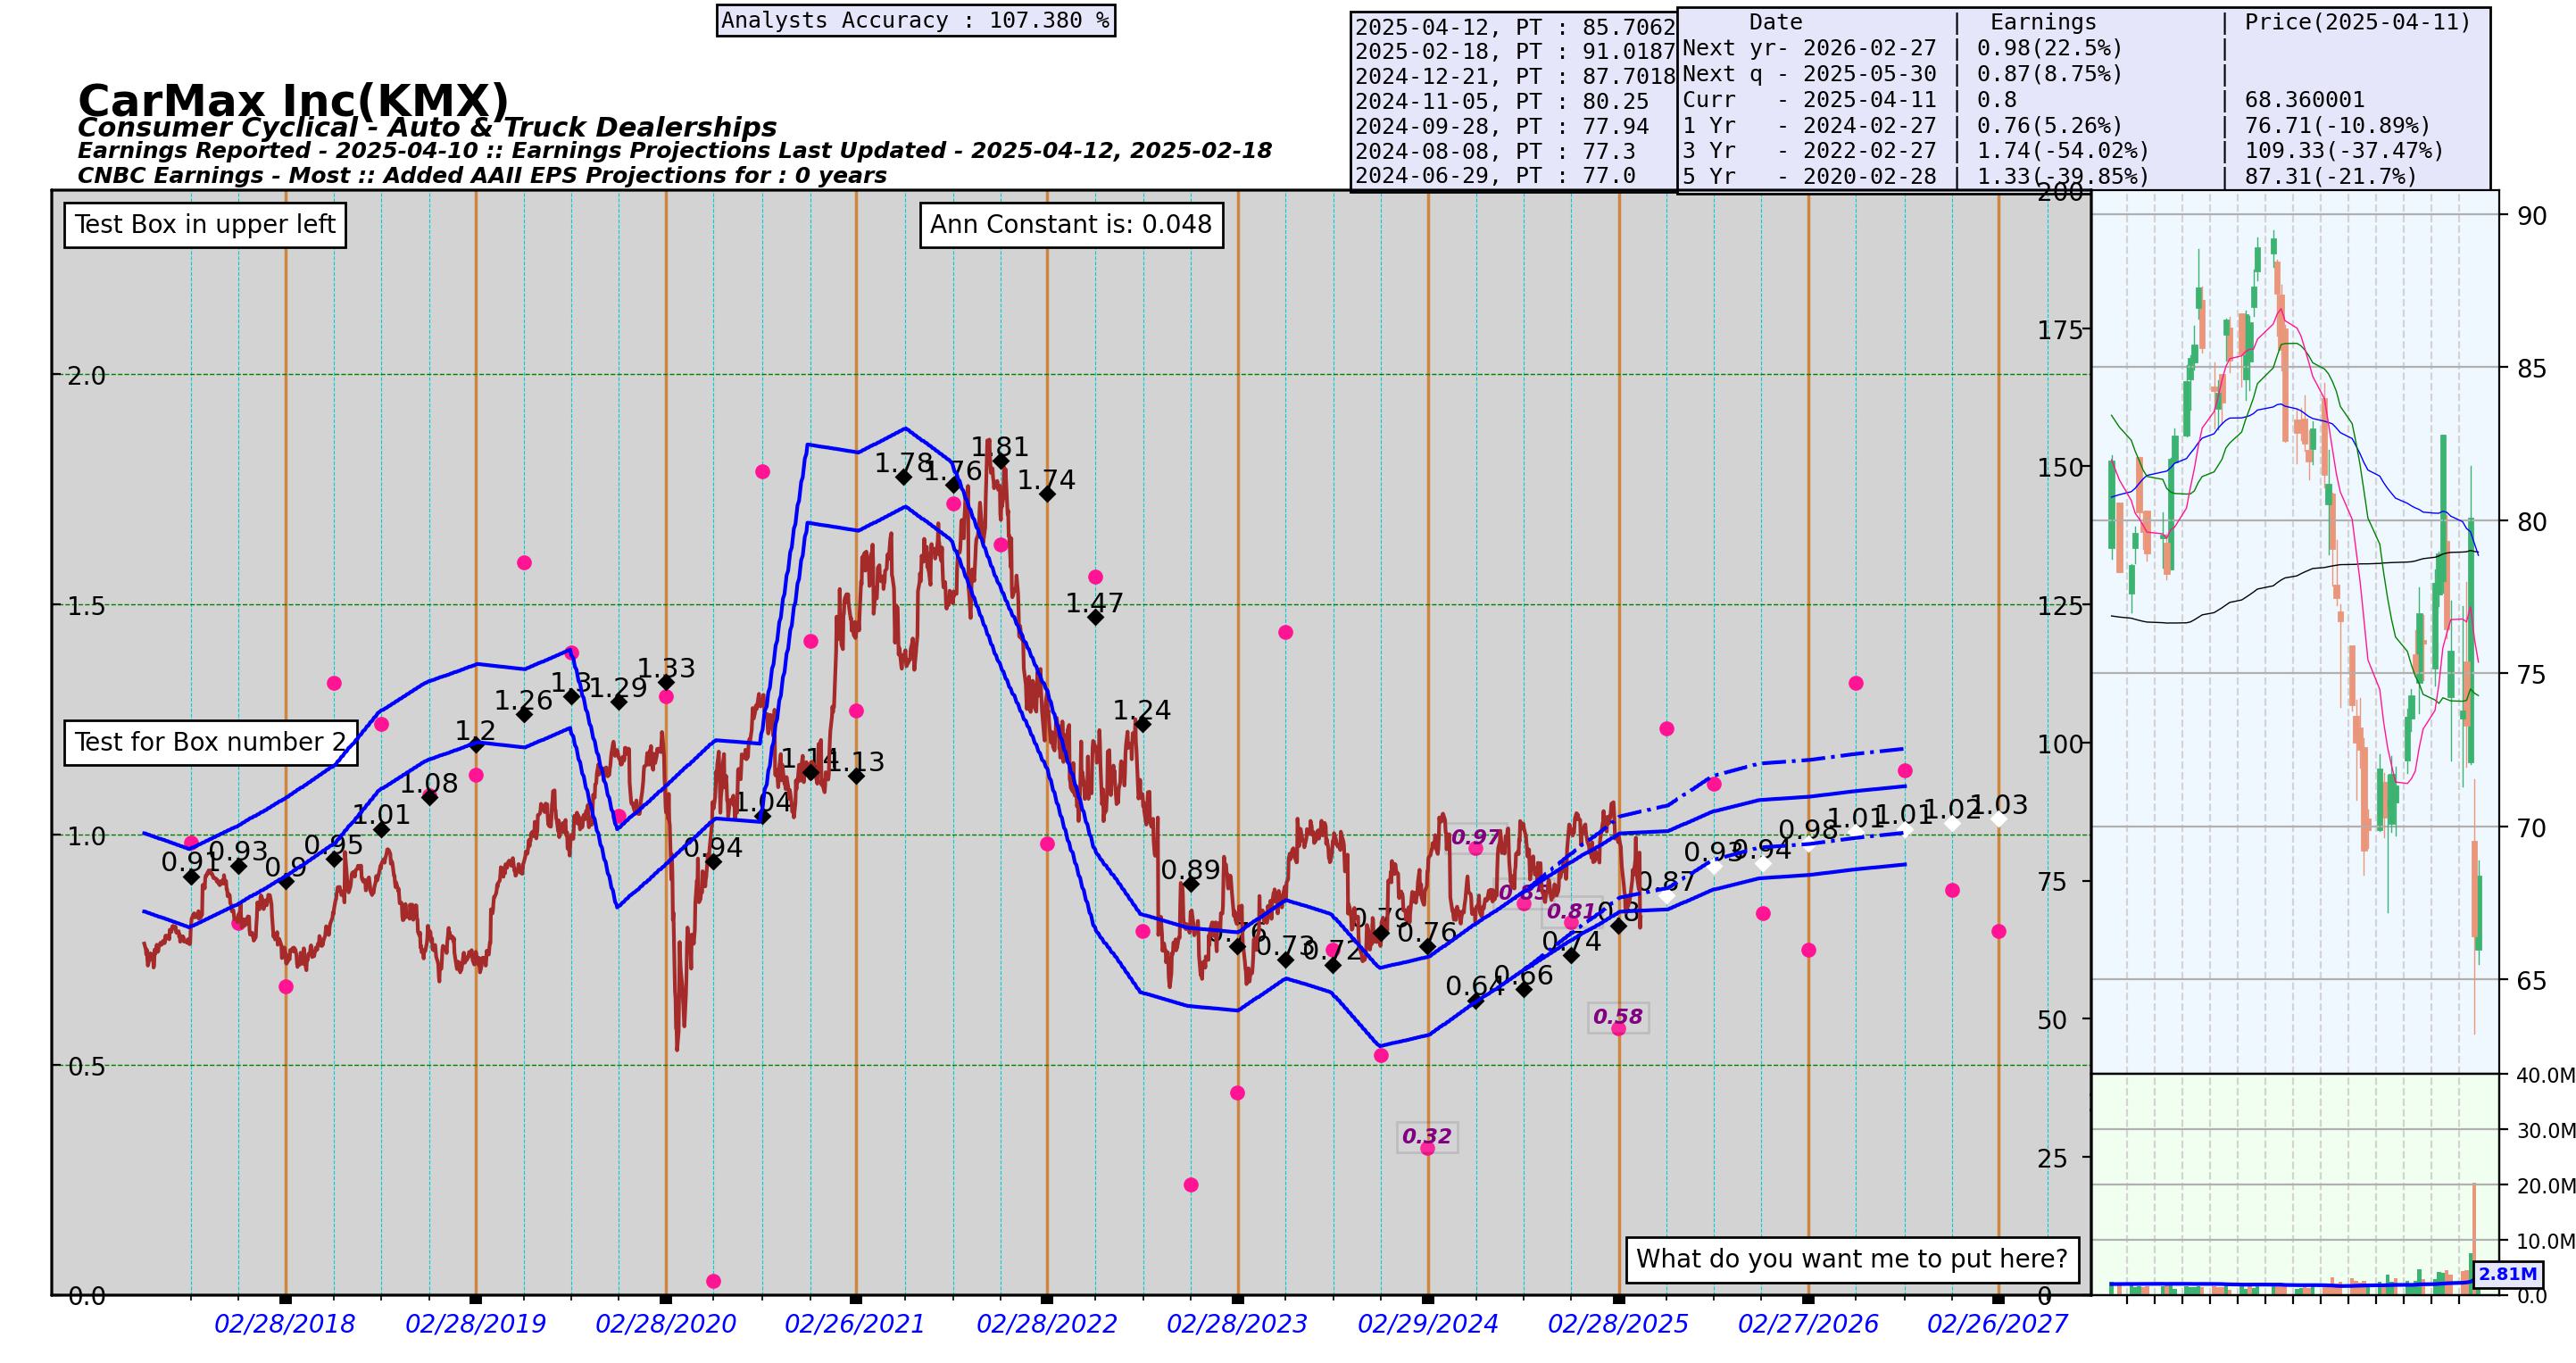 Analysts Accuracy : 107.380 %
2025-04-12, PT : 85.7062
2025-02-18, PT : 91.0187
2024-12-21, PT : 87.7018
2024-11-05, PT : 80.25
2024-09-28, PT : 77.94
2024-08-08, PT : 77.3
2024-06-29, PT : 77.0
Date | Earnings | Price(2025-04-11)
Next yr- 2026-02-27 | 0.98(22.5%) |
Next q - 2025-05-30 | 0.87(8.75%) |
Curr - 2025-04-11 | 0.8 | 68.360001
1 Yr - 2024-02-27 | 0.76(5.26%) | 76.71(-10.89%)
3 Yr - 2022-02-27 | 1.74(-54.02%) | 109.33(-37.47%)
5 Yr - 2020-02-28 | 1.33(-39.85%) | 87.31(-21.7%)
CarMax Inc(KMX)
Consumer Cyclical - Auto & Truck Dealerships
Earnings Reported - 2025-04-10 :: Earnings Projections Last Updated - 2025-04-12, 2025-02-18
CNBC Earnings - Most :: Added AAII EPS Projections for : 0 years
Test Box in upper left
Ann Constant is: 0.048
Test for Box number 2
What do you want me to put here?
2.0
1.5
1.0
0.5
0.0
200
175
150
125
100
75
50
25
0
90
85
80
75
70
65
40.0M
30.0M
20.0M
10.0M
2.81M
0.0
0.91
0.93
0.9
0.95
1.01
1.08
1.2
1.26
1.3
1.29
1.33
0.94
1.04
1.14
1.13
1.78
1.76
1.81
1.74
1.47
1.24
0.89
0.73
0.72
0.79
0.76
0.64
0.66
0.74
0.8
0.87
0.93
0.94
0.98
1.01
1.01
1.02
1.03
0.97
0.85
0.81
0.58
0.32
02/28/2018
02/28/2019
02/28/2020
02/26/2021
02/28/2022
02/28/2023
02/29/2024
02/28/2025
02/27/2026
02/26/2027